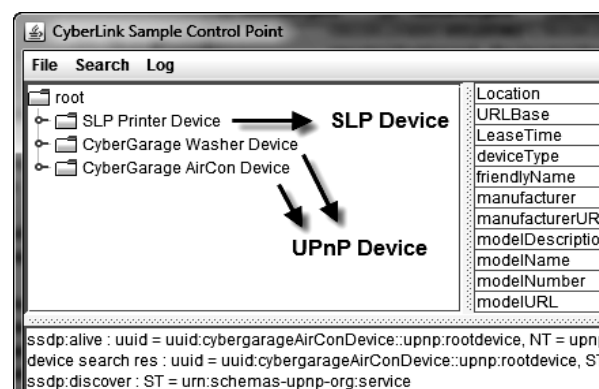 CyberLink Sample Control Point
File Search Log
root
SLP Printer Device
SLP Device
CyberGarage Washer Device
CyberGarage AirCon Device
UPnP Device
Location
URLBase
LeaseTime
deviceType
friendlyName
manufacturer
manufacturerUR
modelDescriptio
modelName
modelNumber
modelURL
ssdp:alive : uuid = uuid:cybergarageAirConDevice::upnp:rootdevice, NT = upnp
device search res : uuid = uuid:cybergarageAirConDevice::upnp:rootdevice, ST
ssdp:discover : ST = urn:schemas-upnp-org:service